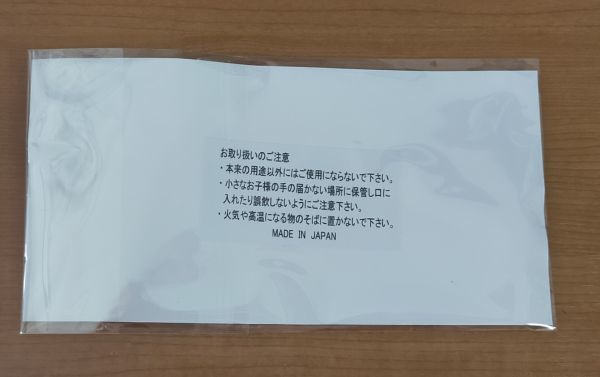 お取り扱いのご注意
・本来の用途以外にはご使用にならないで下さい。
・小さなお子様の手の届かない場所に保管し口に
入れたり誤飲しないようにご注意下さい。
・火気や高温になる物のそばに置かないで下さい。
MADE IN JAPAN